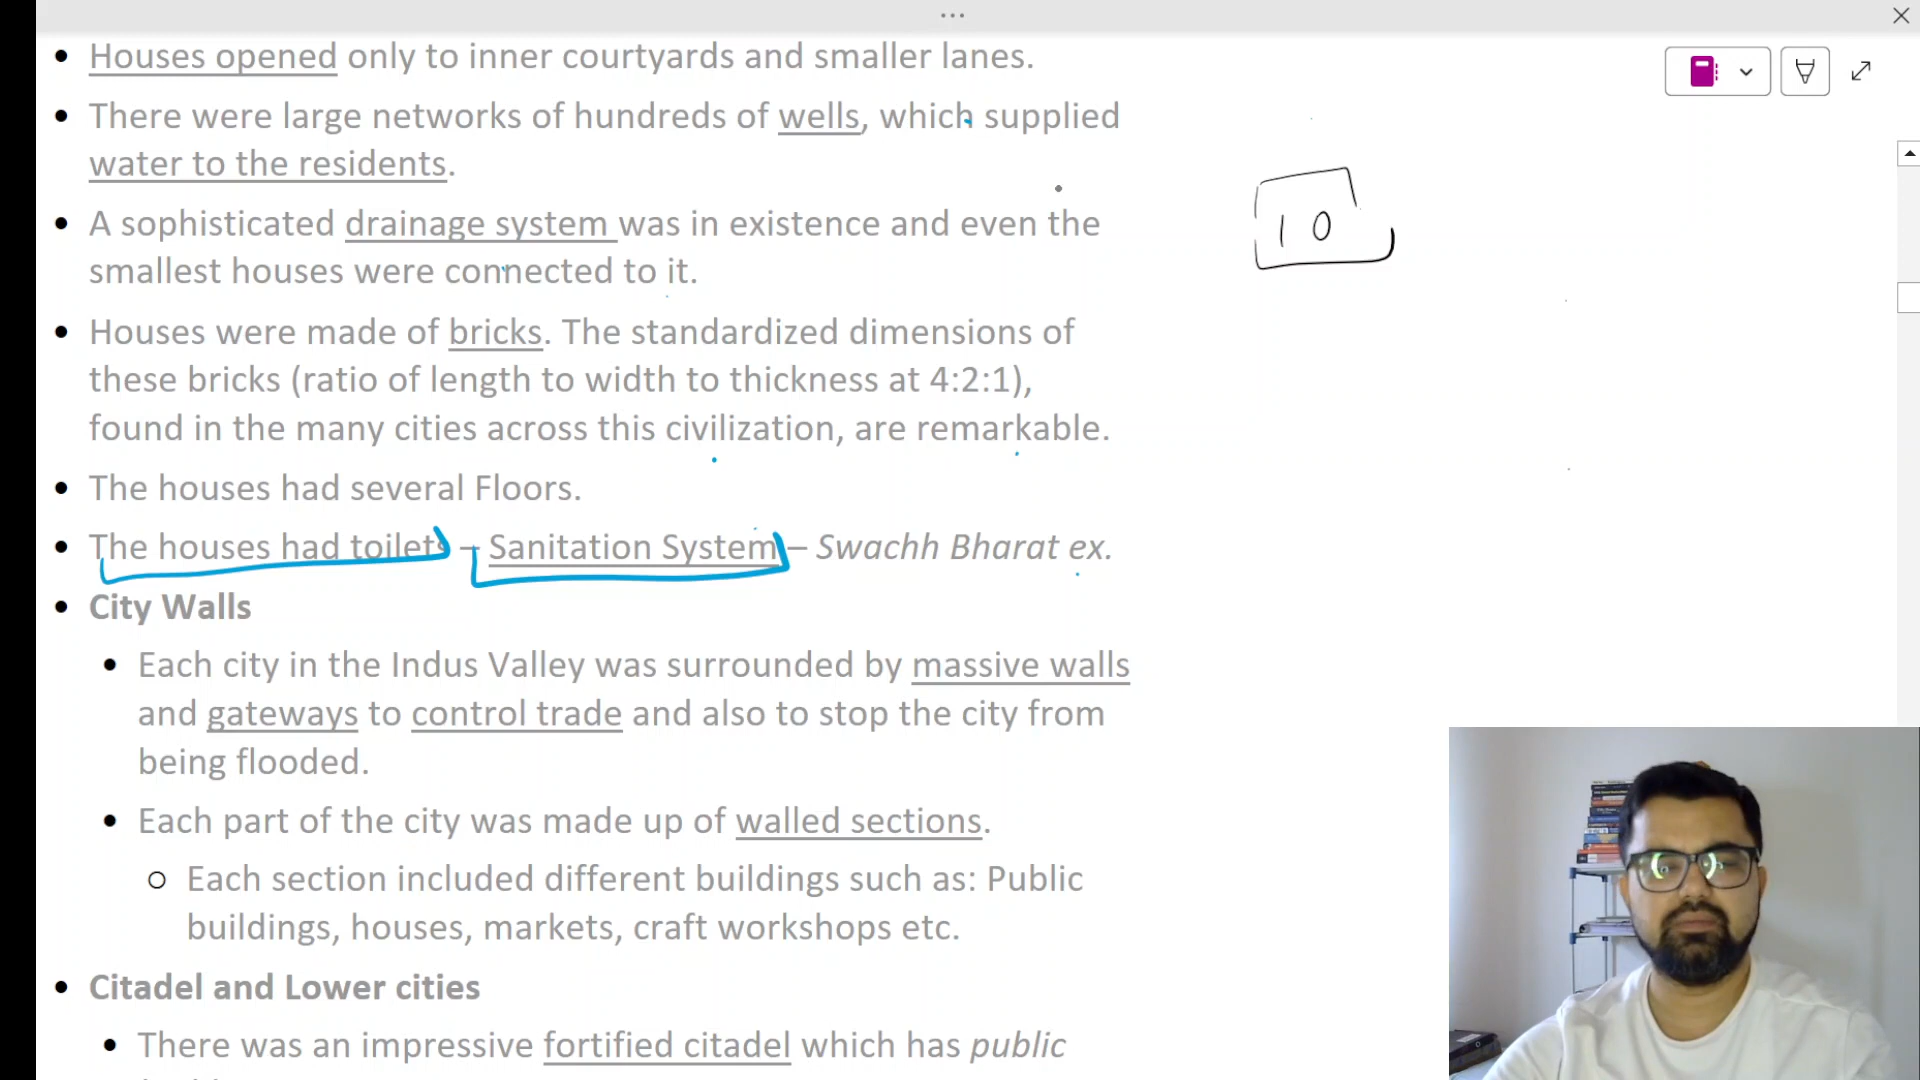 Houses opened only to inner courtyards and smaller lanes.
There were large networks of hundreds of wells, which supplied
water to the residents.
A sophisticated drainage system was in existence and even the
smallest houses were connected to it.
10
Houses were made of bricks. The standardized dimensions of
these bricks (ratio of length to width to thickness at 4:2:1),
found in the many cities across this civilization, are remarkable.
The houses had several Floors.
The houses had toilets – Sanitation System – Swachh Bharat ex.
City Walls
Each city in the Indus Valley was surrounded by massive walls
and gateways to control trade and also to stop the city from
being flooded.
Each part of the city was made up of walled sections.
Each section included different buildings such as: Public
buildings, houses, markets, craft workshops etc.
Citadel and Lower cities
There was an impressive fortified citadel which has public